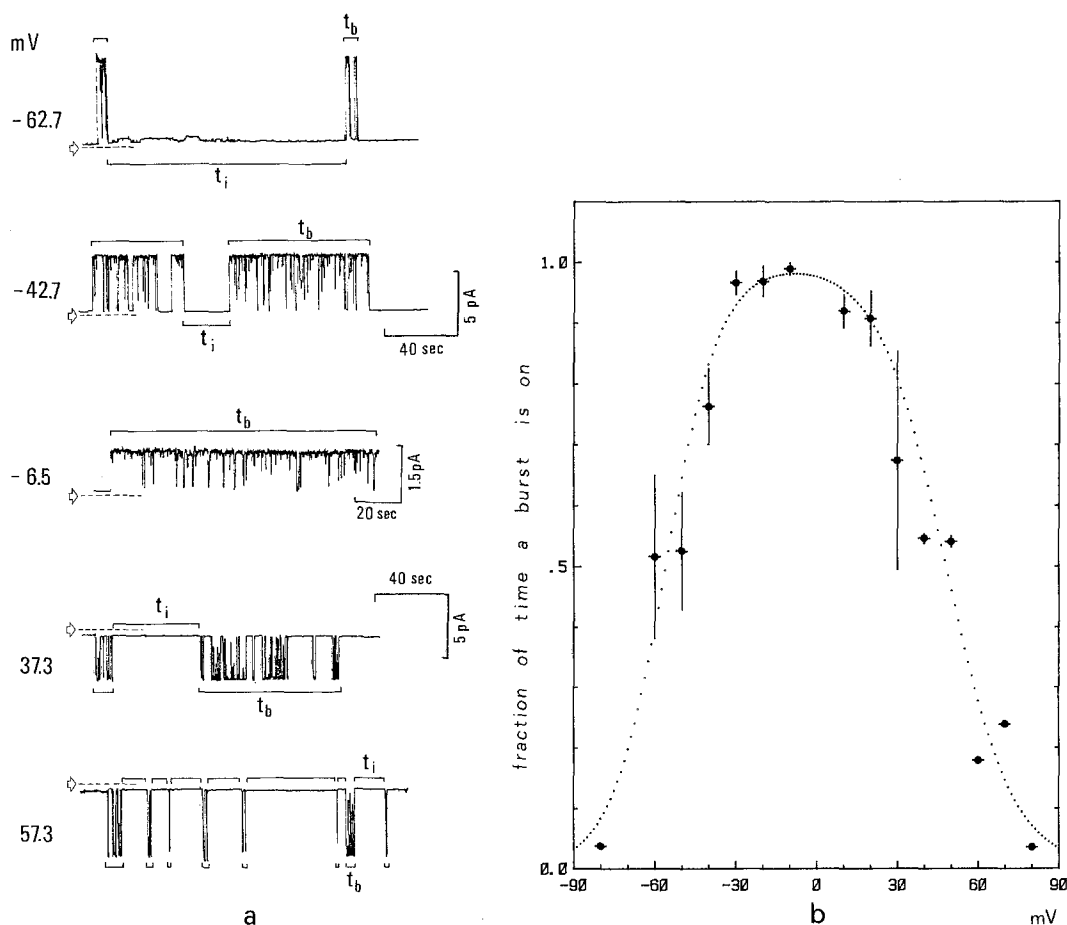 mV
t_b
- 62.7
t_i
t_b
- 42.7
t_i
5 pA
40 sec
t_b
- 6.5
1.5 pA
20 sec
40 sec
t_i
5 pA
37.3
t_b
t_i
57.3
t_b
a
fraction of time a burst is on
1.0
.5
0.0
-90
-60
-30
0
30
60
90
mV
b